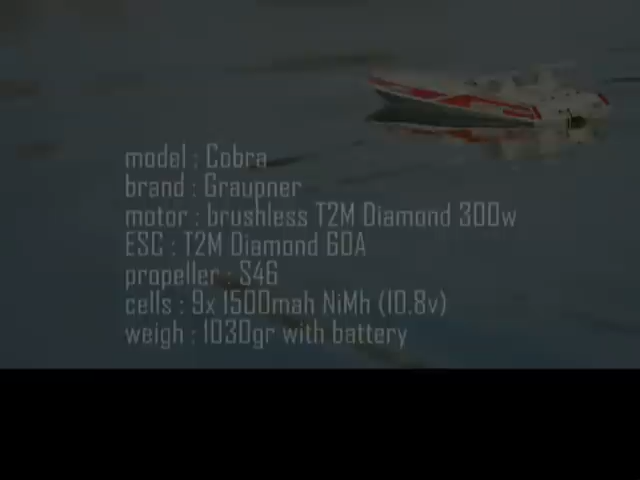 model : Cobra
brand : Graupner
motor : brushless T2M Diamond 300w
ESC : T2M Diamond 60A
propeller : S46
cells : 9x 1500mah NiMh (10.8v)
weigh : 1030gr with battery